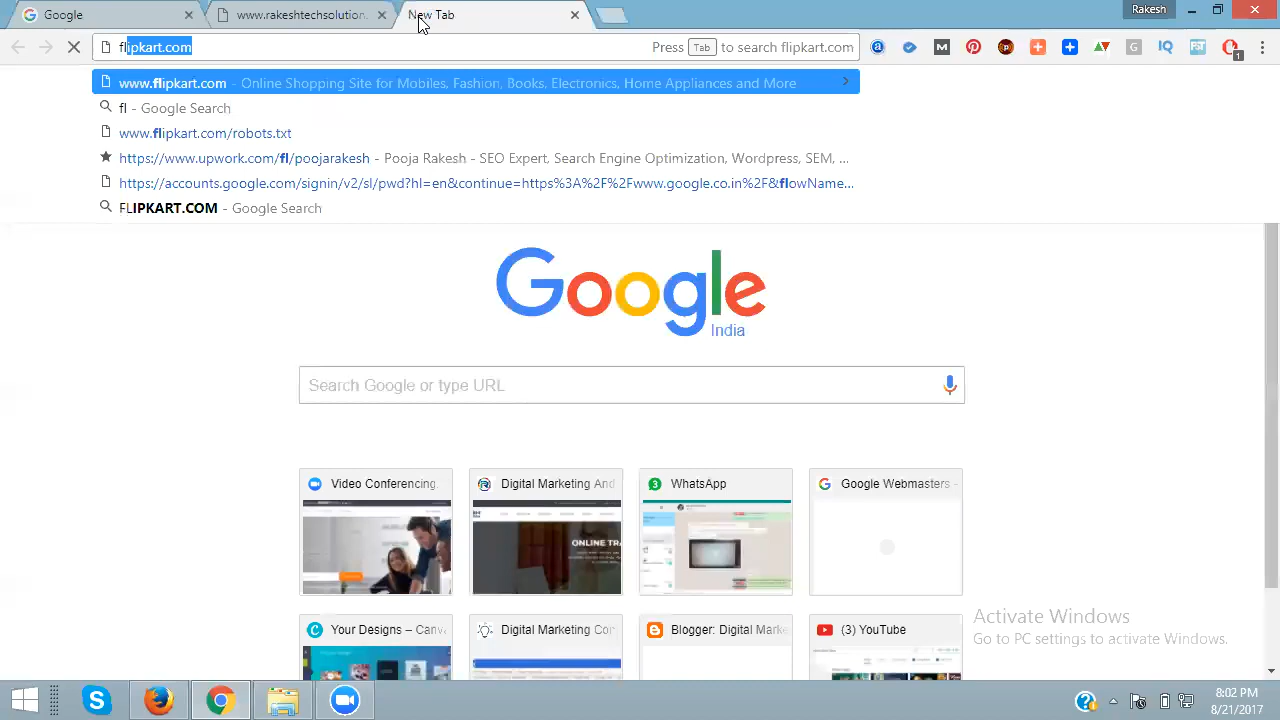 Google
www.rakeshtechsolution.
New Tab
Rakesh
flipkart.com
Press Tab to search flipkart.com
1
www.flipkart.com - Online Shopping Site for Mobiles, Fashion, Books, Electronics, Home Appliances and More
fl - Google Search
www.flipkart.com/robots.txt
https://www.upwork.com/fl/poojarakesh - Pooja Rakesh - SEO Expert, Search Engine Optimization, Wordpress, SEM, ...
https://accounts.google.com/signin/v2/sl/pwd?hl=en&continue=https%3A%2F%2Fwww.google.co.in%2F&flowName...
FLIPKART.COM - Google Search
Google
India
Search Google or type URL
Video Conferencing,
Digital Marketing And
3 WhatsApp
Google Webmasters -
ONLINE TRA
Activate Windows
Go to PC settings to activate Windows.
Your Designs – Canv
Digital Marketing Con
Blogger: Digital Marke
(3) YouTube
8:02 PM
8/21/2017